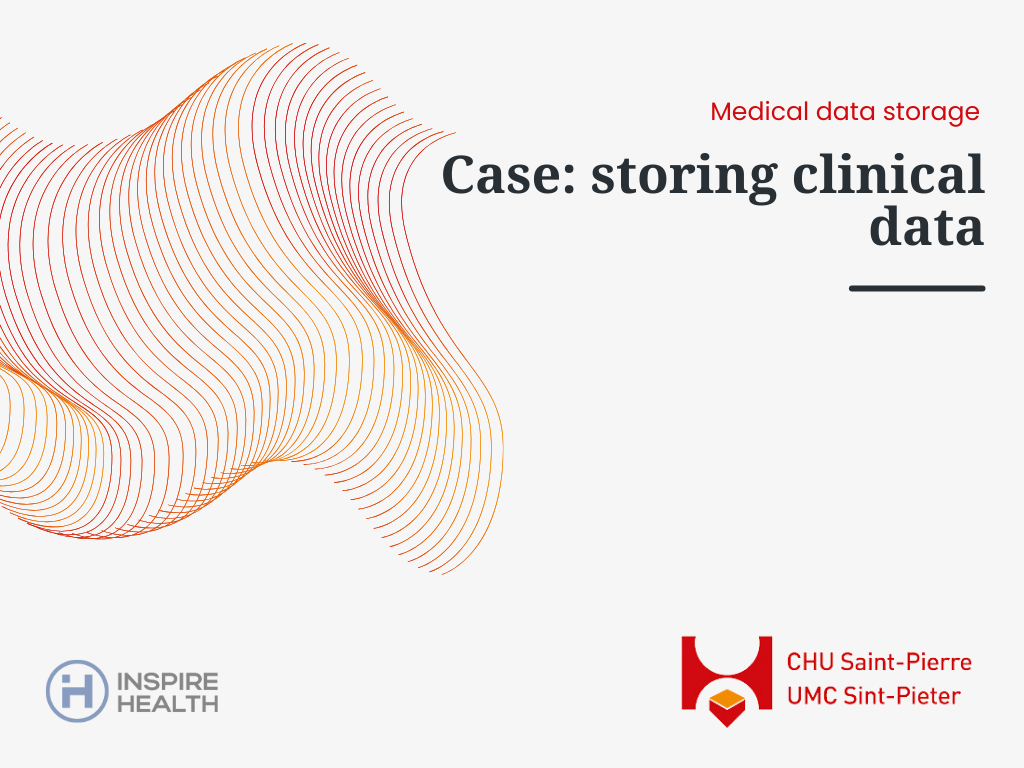 Medical data storage
Case: storing clinical
data
INSPIRE
HEALTH
CHU Saint-Pierre
UMC Sint-Pieter